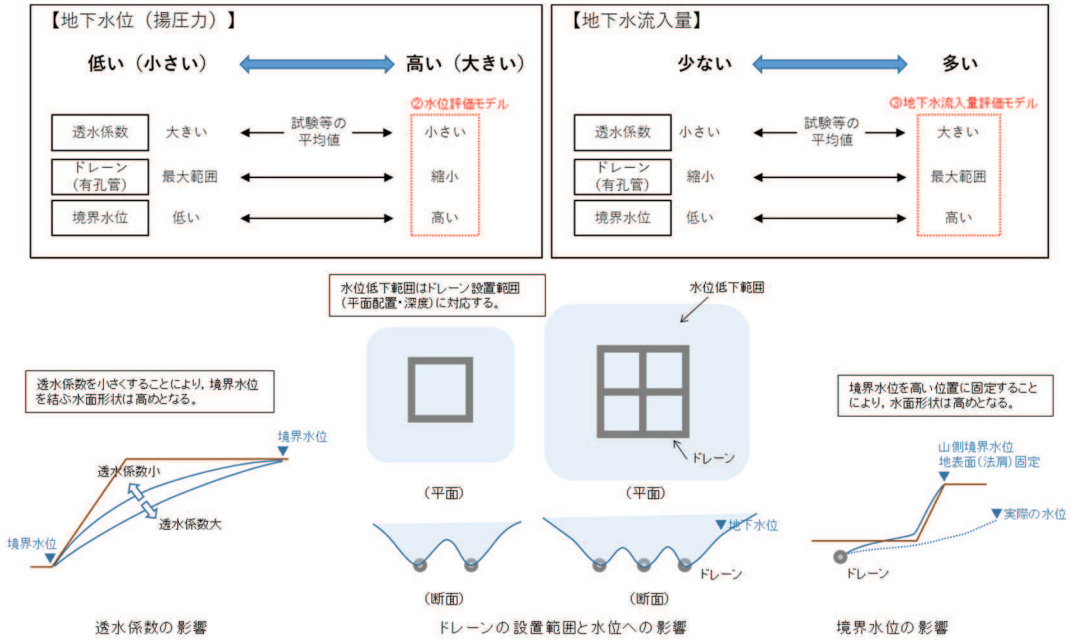 【地下水位（揚圧力）】
低い（小さい）
高い（大きい）
②水位評価モデル
透水係数
大きい
試験等の
平均値
小さい
ドレーン
(有孔管)
最大範囲
縮小
境界水位
低い
高い
【地下水流入量】
少ない
多い
③地下水流入量評価モデル
透水係数
小さい
試験等の
平均値
大きい
ドレーン
(有孔管)
縮小
最大範囲
境界水位
低い
高い
水位低下範囲はドレーン設置範囲
（平面配置・深度）に対応する。
水位低下範囲
ドレーン
（平面）
（平面）
地下水位
ドレーン
（断面）
（断面）
透水係数を小さくすることにより，境界水位
を結ぶ水面形状は高めとなる。
境界水位
透水係数小
透水係数大
境界水位
境界水位を高い位置に固定すること
により，水面形状は高めとなる。
山側境界水位
地表面(法肩)固定
実際の水位
ドレーン
透水係数の影響
ドレーンの設置範囲と水位への影響
境界水位の影響